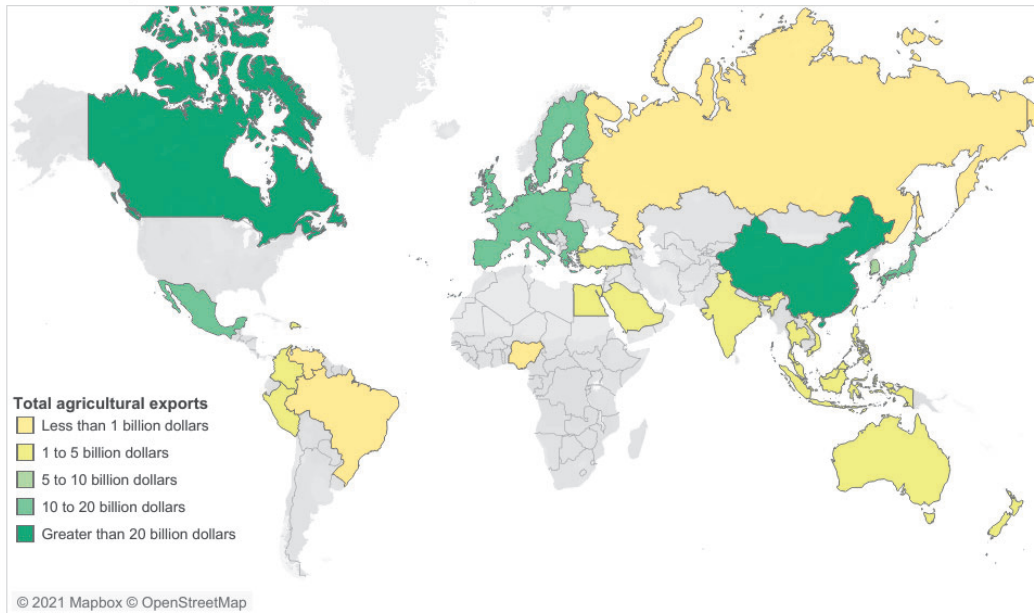 Total agricultural exports
Less than 1 billion dollars
1 to 5 billion dollars
5 to 10 billion dollars
10 to 20 billion dollars
Greater than 20 billion dollars
© 2021 Mapbox © OpenStreetMap